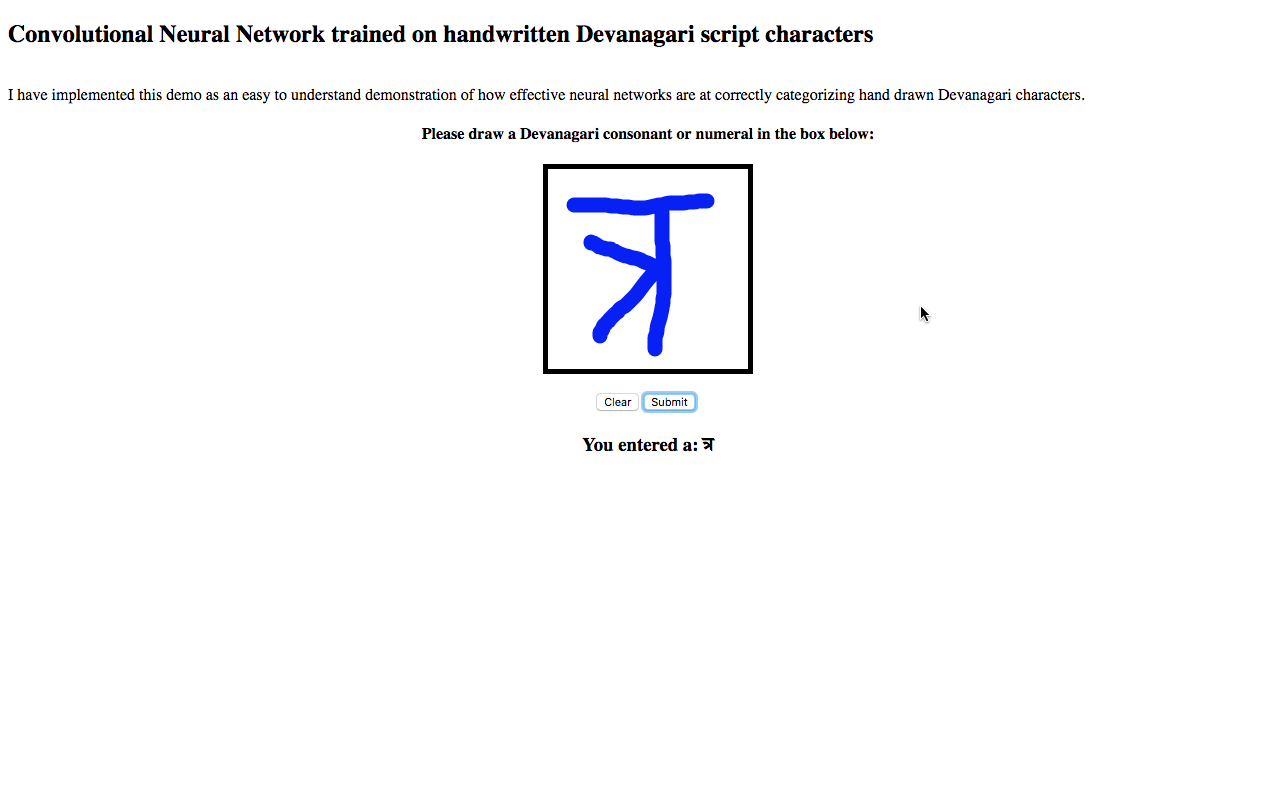 Convolutional Neural Network trained on handwritten Devanagari script characters
I have implemented this demo as an easy to understand demonstration of how effective neural networks are at correctly categorizing hand drawn Devanagari characters.
Please draw a Devanagari consonant or numeral in the box below:
त्र
Clear Submit
You entered a: त्र